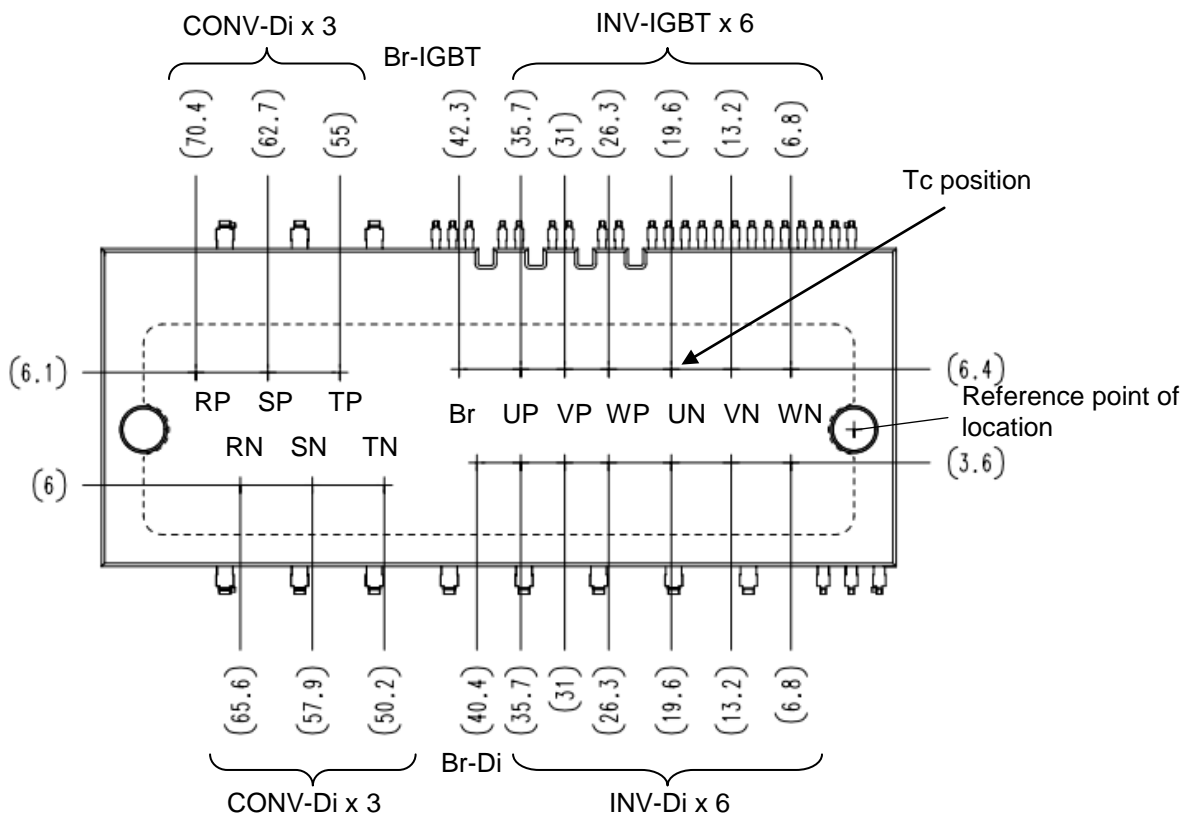 CONV-Di x 3
INV-IGBT x 6
Br-IGBT
(70.4)
(62.7)
(55)
(42.3)
(35.7)
(31)
(26.3)
(19.6)
(13.2)
(6.8)
Tc position
(6.1)
(6.4)
RP SP TP
Br UP VP WP UN VN WN
Reference point of
location
RN SN TN
(6)
(3.6)
(65.6)
(57.9)
(50.2)
(40.4)
(35.7)
(31)
(26.3)
(19.6)
(13.2)
(6.8)
Br-Di
CONV-Di x 3
INV-Di x 6